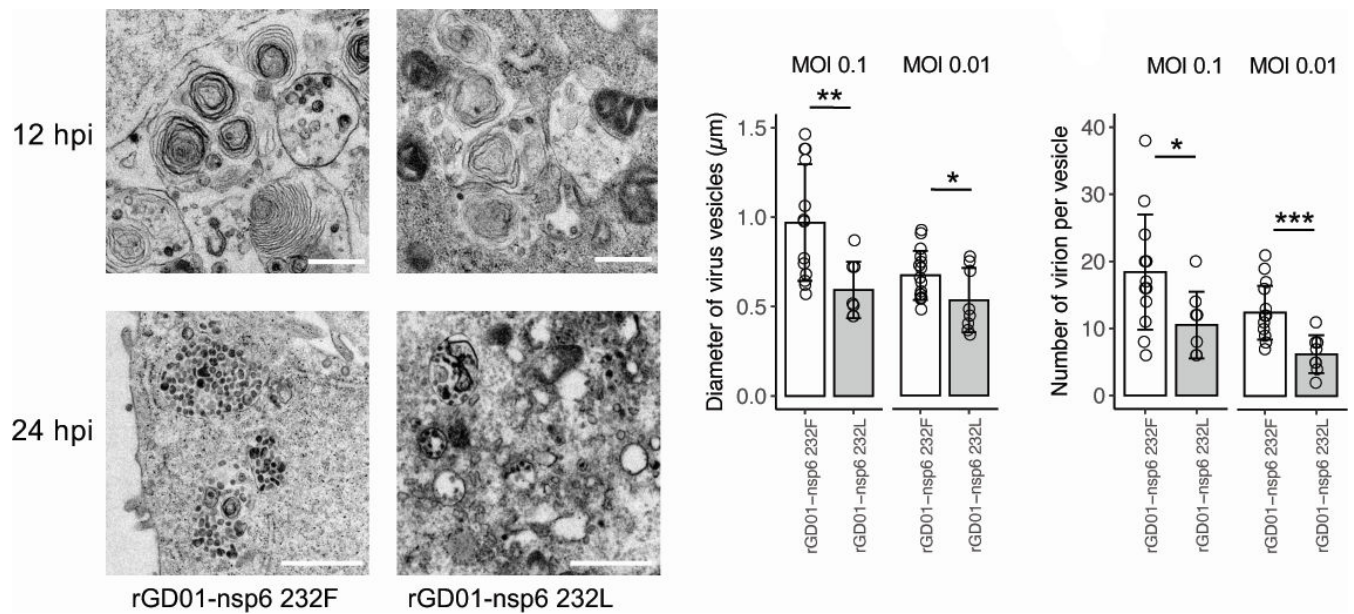 12 hpi
24 hpi
rGD01-nsp6 232F
rGD01-nsp6 232L
MOI 0.1
MOI 0.01
**
*
Diameter of virus vesicles (μm)
1.5
1.0
0.5
0.0
rGD01-nsp6 232F
rGD01-nsp6 232L
rGD01-nsp6 232F
rGD01-nsp6 232L
MOI 0.1
MOI 0.01
*
***
Number of virion per vesicle
40
30
20
10
0
rGD01-nsp6 232F
rGD01-nsp6 232L
rGD01-nsp6 232F
rGD01-nsp6 232L